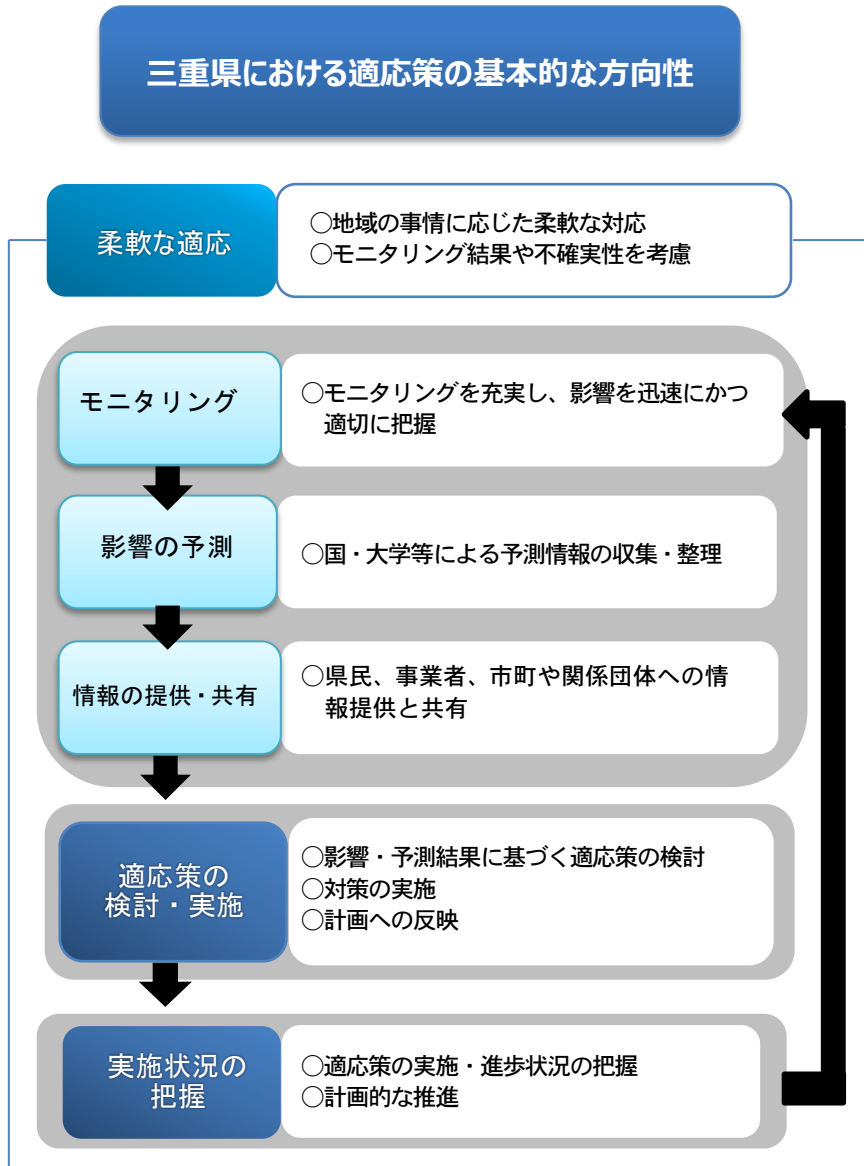 三重県における適応策の基本的な方向性
柔軟な適応
○地域の事情に応じた柔軟な対応
○モニタリング結果や不確実性を考慮
モニタリング
○モニタリングを充実し、影響を迅速にかつ
適切に把握
影響の予測
○国・大学等による予測情報の収集・整理
情報の提供・共有
○県民、事業者、市町や関係団体への情
報提供と共有
適応策の
検討・実施
○影響・予測結果に基づく適応策の検討
○対策の実施
○計画への反映
実施状況の
把握
○適応策の実施・進歩状況の把握
○計画的な推進